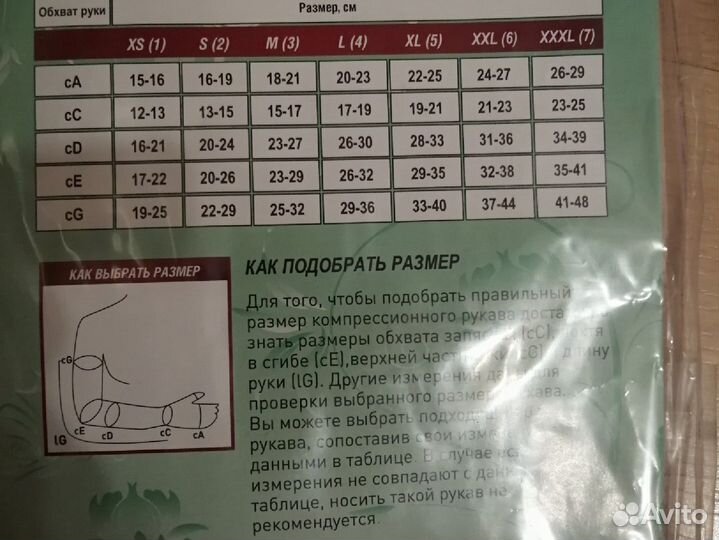 Обхват руки Размер, см
XS (1) S (2) M (3) L (4) XL (5) XXL (6) XXXL (7)
cA 15-16 16-19 18-21 20-23 22-25 24-27 26-29
cC 12-13 13-15 15-17 17-19 19-21 21-23 23-25
cD 16-21 20-24 23-27 26-30 28-33 31-36 34-39
cE 17-22 20-26 23-29 26-32 29-35 32-38 35-41
cG 19-25 22-29 25-32 29-36 33-40 37-44 41-48
КАК ВЫБРАТЬ РАЗМЕР
cG
cE cD cC cA
lG
КАК ПОДОБРАТЬ РАЗМЕР
Для того, чтобы подобрать правильный
размер компрессионного рукава
знать размеры обхвата (cC),
в сгибе (cE),верхней
руки (lG). Другие для
проверки выбранного
Вы можете выбрать
рукава, сопоставив свои
данными в таблице. В случае
измерения не совпадают с
таблице, носить такой рукав не
рекомендуется.
Avito